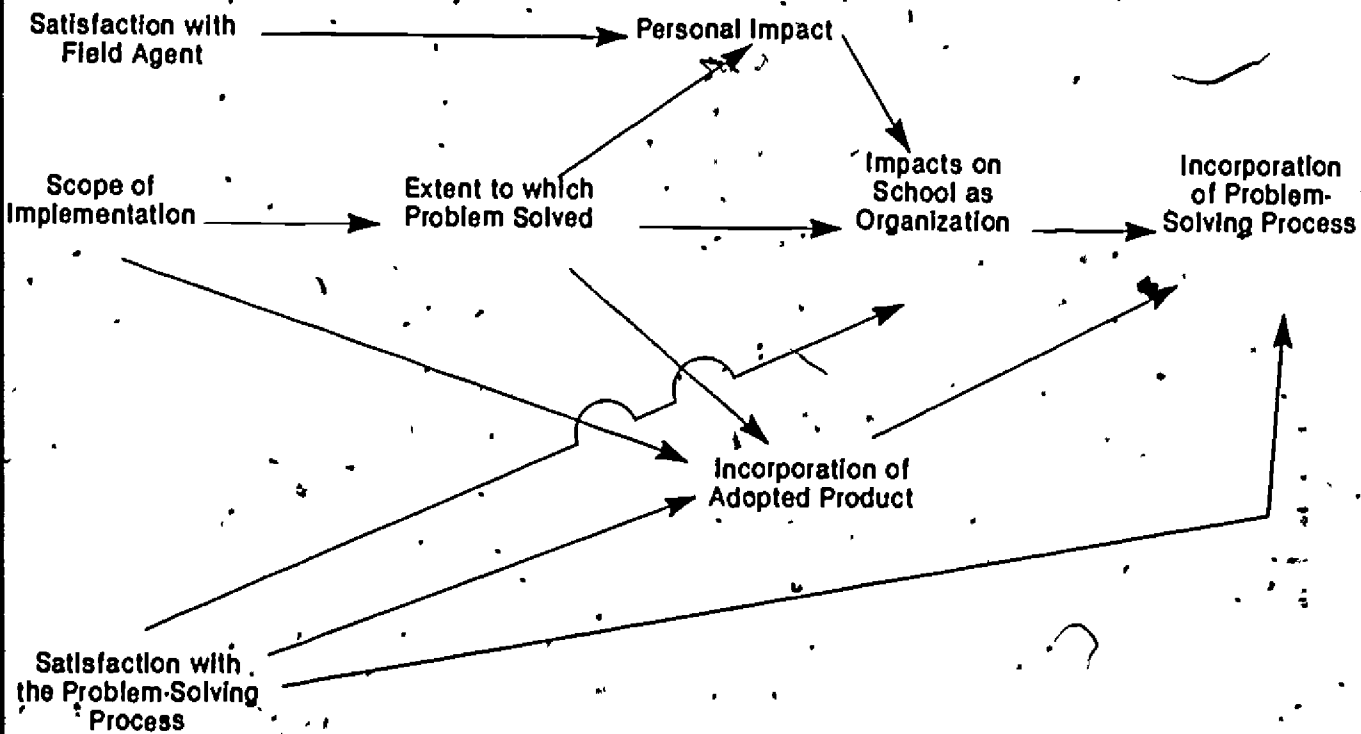 Satisfaction with
Field Agent
Personal Impact
Scope of
Implementation
Extent to which
Problem Solved
Impacts on
School as
Organization
Incorporation
of Problem-
Solving Process
Incorporation of
Adopted Product
Satisfaction with
the Problem-Solving
Process